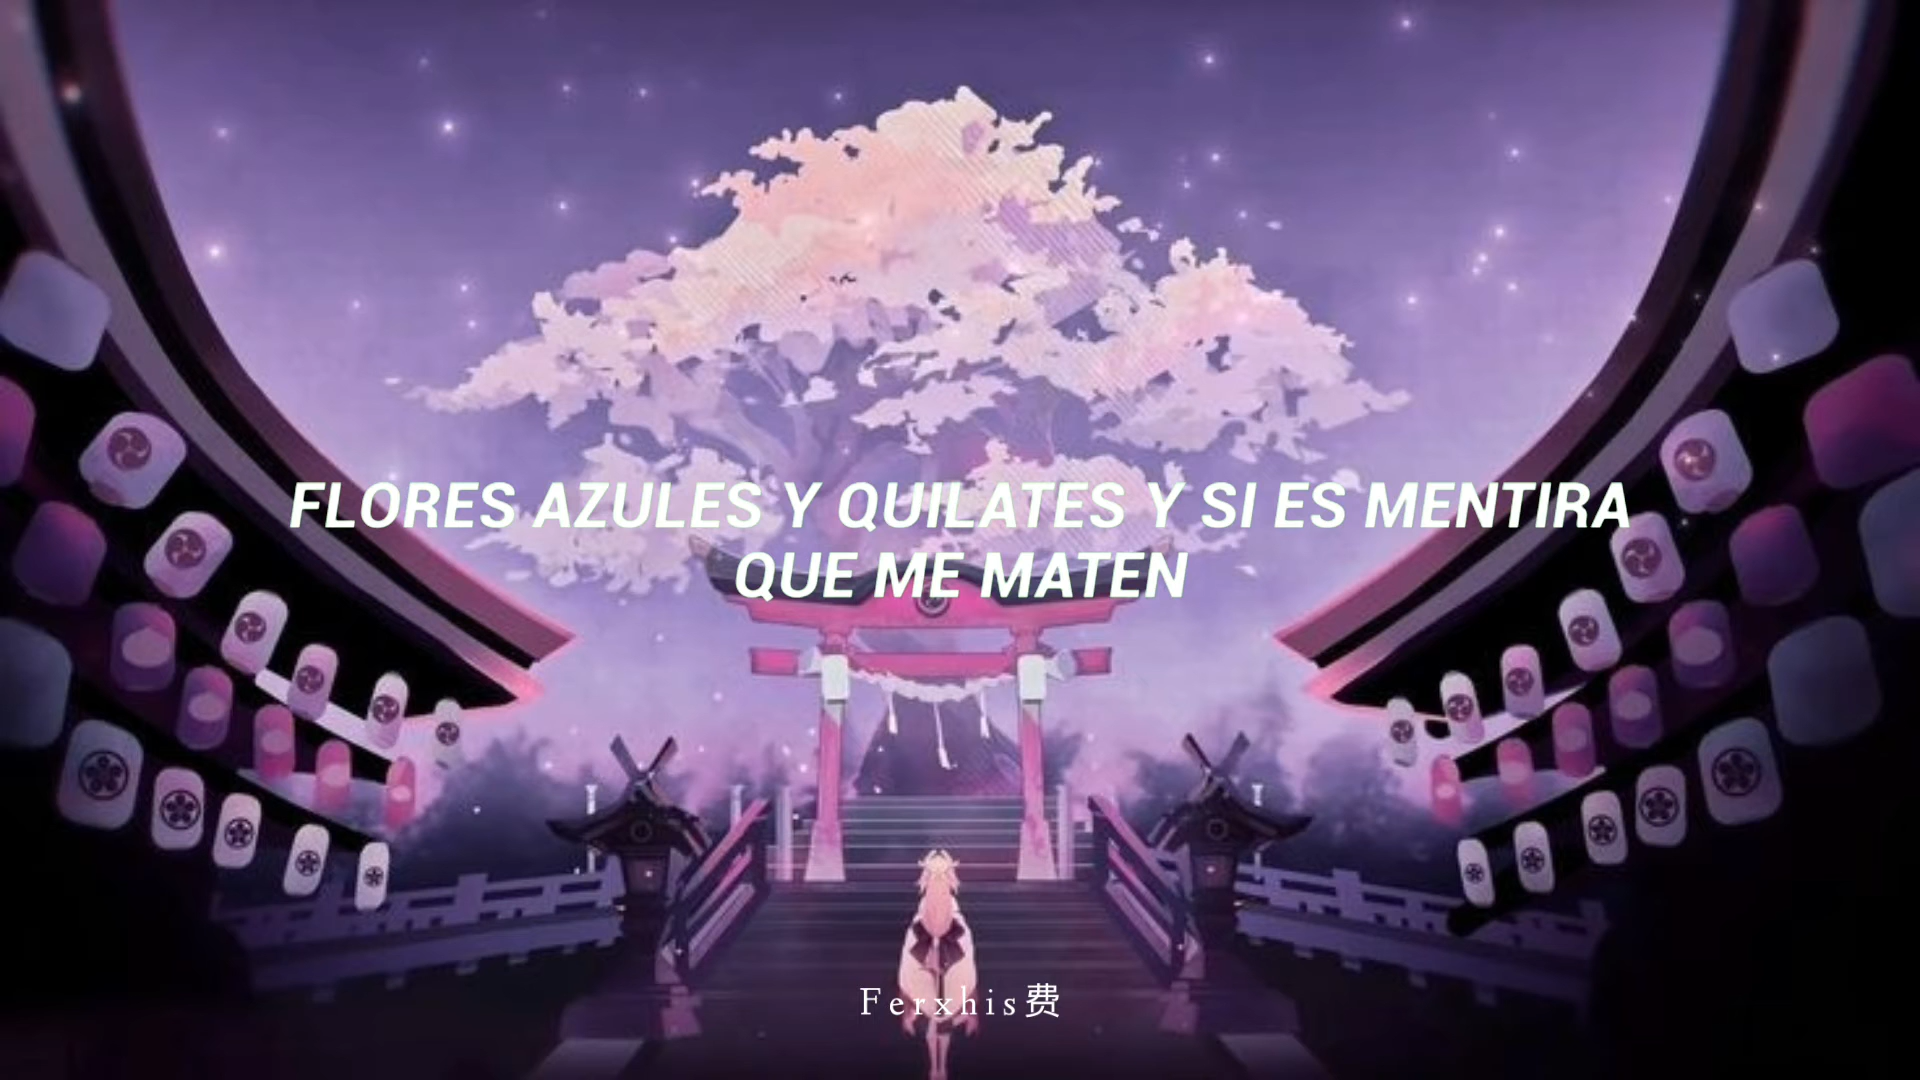 FLORES AZULES Y QUILATES Y SI ES MENTIRA
QUE ME MATEN
Ferxhis费